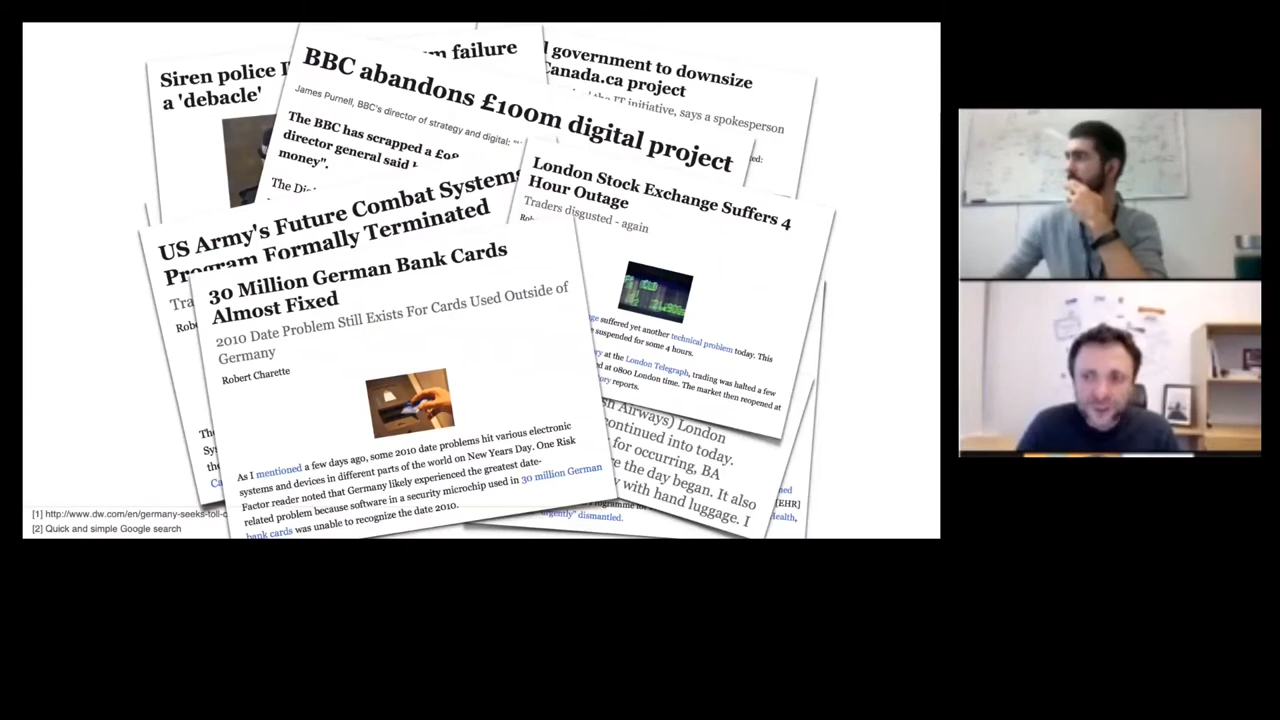 Siren police
a 'debacle'
failure
BBC abandons £100m digital project
James Purnell, BBC's director of strategy and digital:
The BBC has scrapped a
director general said
money".
The
government to downsize
Canada.ca project
the IT initiative, says a spokesperson
US Army's Future Combat Systems
Program Formally Terminated
London Stock Exchange Suffers 4
Hour Outage
Traders disgusted - again
suffered yet another technical problem today. This
suspended for some 4 hours.
at the London Telegraph, trading was halted a few
at 0800 London time. The market then reopened at
reports.
30 Million German Bank Cards
Almost Fixed
2010 Date Problem Still Exists For Cards Used Outside of
Germany
Robert Charette
As I mentioned a few days ago, some 2010 date problems hit various electronic
systems and devices in different parts of the world on New Years Day. One Risk
Factor reader noted that Germany likely experienced the greatest date-
related problem because software in a security microchip used in 30 million German
bank cards was unable to recognize the date 2010.
Airways) London
continued into today.
for occurring, BA
the day began. It also
with hand luggage. I
[EHR]
dismantled.
[1] http://www.dw.com/en/germany-seeks-toll-
[2] Quick and simple Google search